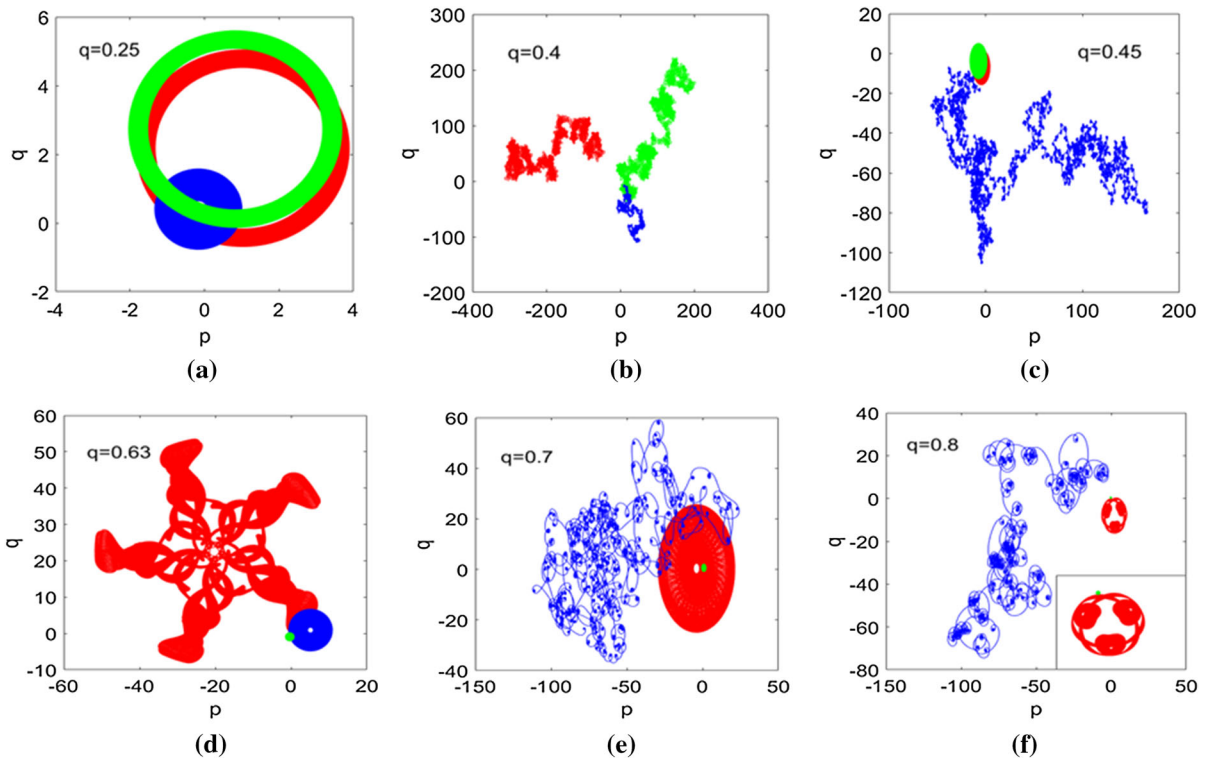 6
4
2
0
-2
-4 -2 0 2 4
q
p
q=0.25
(a)
300
200
100
0
-100
-200
-400 -200 0 200 400
q
p
q=0.4
(b)
20
0
-20
-40
-60
-80
-100
-120
-100 0 100 200
q
p
q=0.45
(c)
60
50
40
30
20
10
0
-10
-60 -40 -20 0 20
q
p
q=0.63
(d)
60
40
20
0
-20
-40
-150 -100 -50 0 50
q
p
q=0.7
(e)
40
20
0
-20
-40
-60
-80
-150 -100 -50 0 50
q
p
q=0.8
(f)